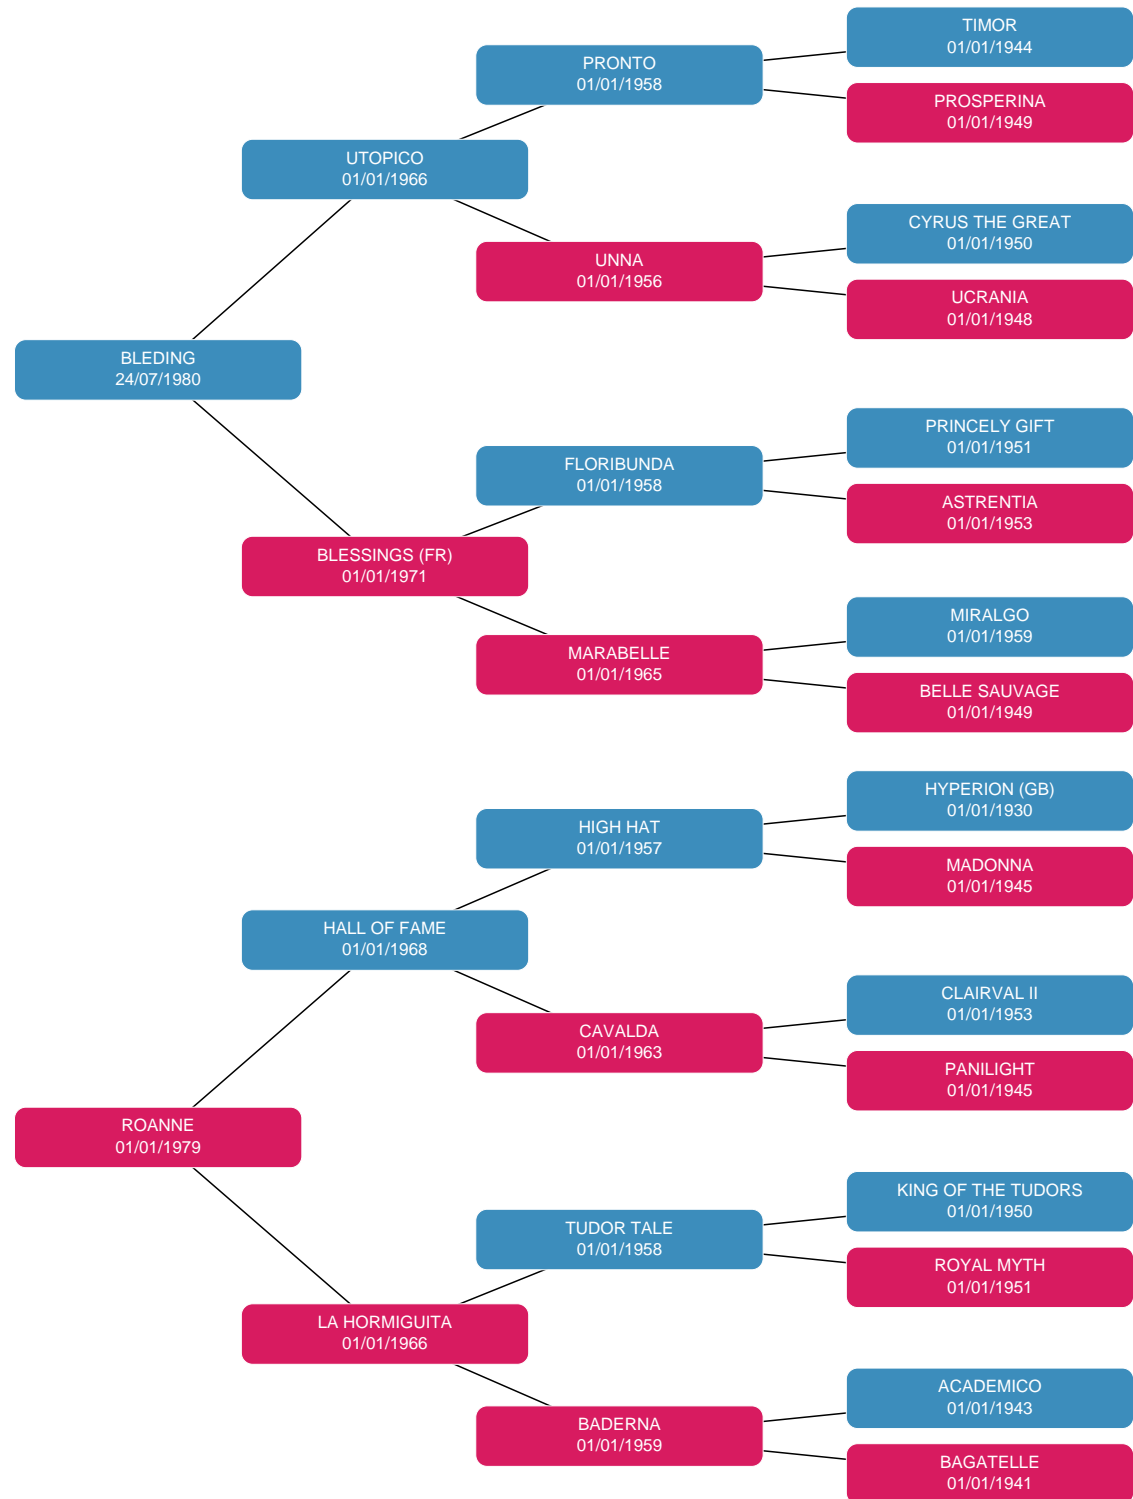 TIMOR
01/01/1944
PRONTO
01/01/1958
PROSPERINA
01/01/1949
UTOPICO
01/01/1966
CYRUS THE GREAT
01/01/1950
UNNA
01/01/1956
UCRANIA
01/01/1948
BLEDING
24/07/1980
PRINCELY GIFT
01/01/1951
FLORIBUNDA
01/01/1958
ASTRENTIA
01/01/1953
BLESSINGS (FR)
01/01/1971
MIRALGO
01/01/1959
MARABELLE
01/01/1965
BELLE SAUVAGE
01/01/1949
HYPERION (GB)
01/01/1930
HIGH HAT
01/01/1957
MADONNA
01/01/1945
HALL OF FAME
01/01/1968
CLAIRVAL II
01/01/1953
CAVALDA
01/01/1963
PANILIGHT
01/01/1945
ROANNE
01/01/1979
KING OF THE TUDORS
01/01/1950
TUDOR TALE
01/01/1958
ROYAL MYTH
01/01/1951
LA HORMIGUITA
01/01/1966
ACADEMICO
01/01/1943
BADERNA
01/01/1959
BAGATELLE
01/01/1941